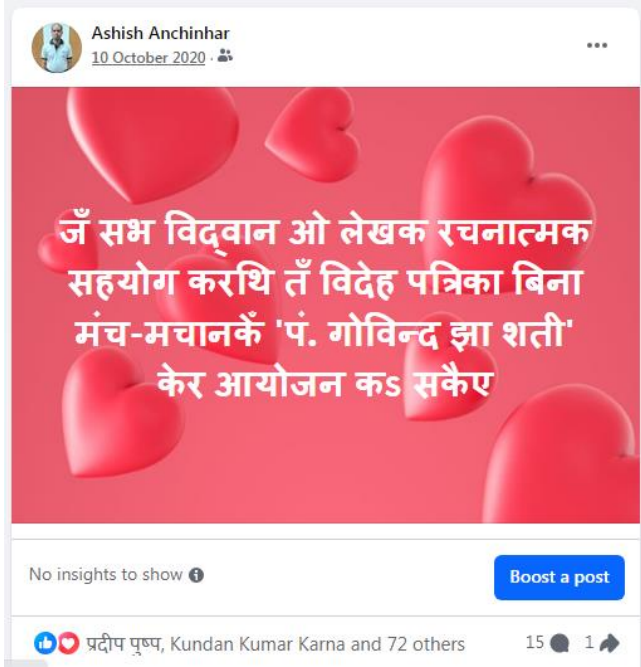 Ashish Anchinhar
10 October 2020 ·
जँ सभ विद्वान ओ लेखक रचनात्मक
सहयोग करथि तँ विदेह पत्रिका बिना
मंच-मचानकेँ 'पं. गोविन्द झा शती'
केर आयोजन कऽ सकैए
No insights to show
Boost a post
प्रदीप पुष्प, Kundan Kumar Karna and 72 others
15 1